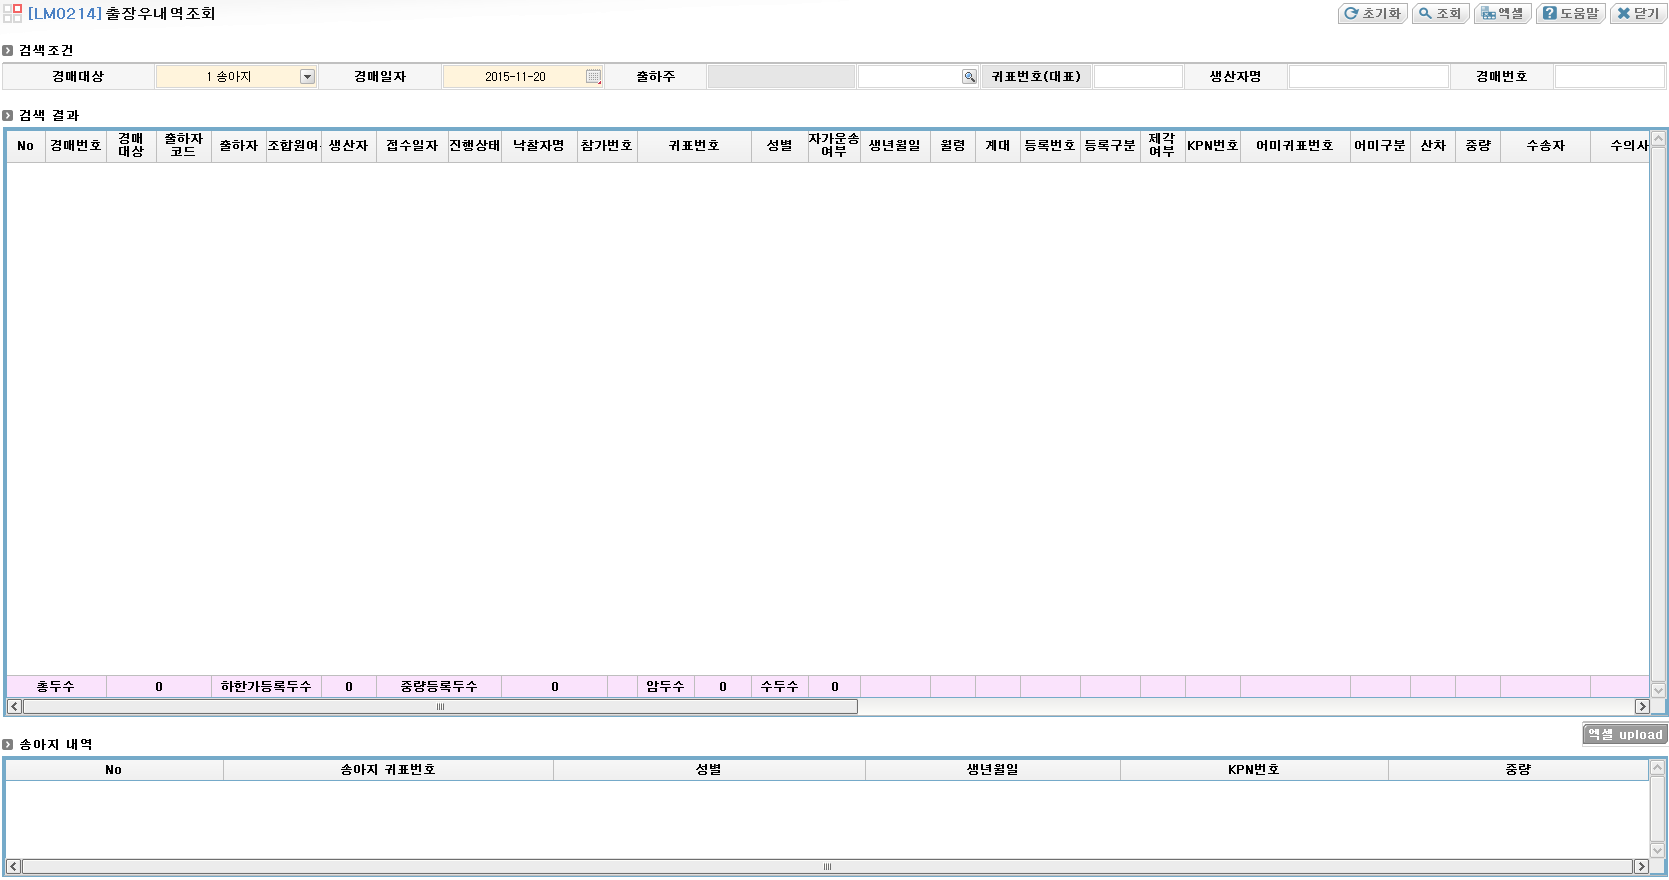 [LM0214] 출장우내역조회 초기화 조회 엑셀 도움말 닫기
검색조건
경매대상 1 송아지 경매일자 2015-11-20 출하주 귀표번호(대표) 생산자명 경매번호
검색 결과
No 경매번호 경매대상 출하자코드 출하자 조합원여 생산자 접수일자 진행상태 낙찰자명 참가번호 귀표번호 성별 자가운송여부 생년월일 월령 계대 등록번호 등록구분 제각여부 KPN번호 어미귀표번호 어미구분 산차 중량 수송자 수의사
총두수 0 하한가등록두수 0 중량등록두수 0 암두수 0 수두수 0
엑셀 upload
송아지 내역
No 송아지 귀표번호 성별 생년월일 KPN번호 중량